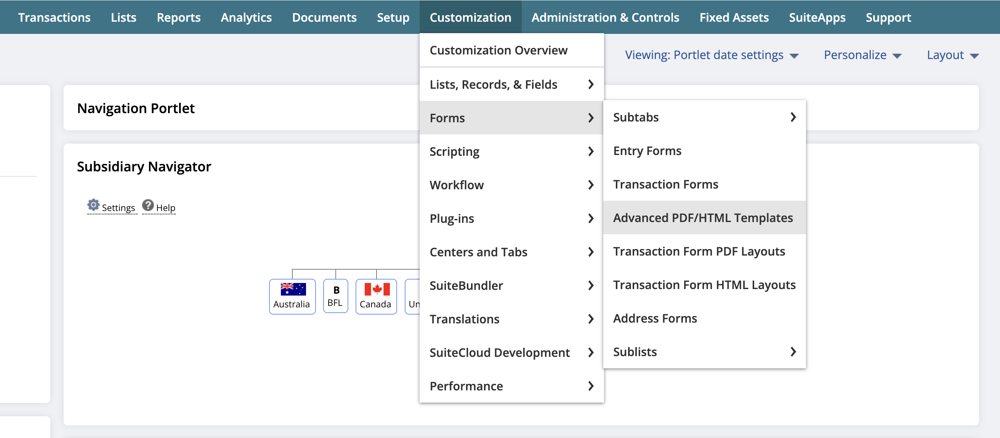 Transactions Lists Reports Analytics Documents Setup Customization Administration & Controls Fixed Assets SuiteApps Support
Viewing: Portlet date settings Personalize Layout
Customization Overview
Lists, Records, & Fields
Forms
Scripting
Workflow
Plug-ins
Centers and Tabs
SuiteBundler
Translations
SuiteCloud Development
Performance
Subtabs
Entry Forms
Transaction Forms
Advanced PDF/HTML Templates
Transaction Form PDF Layouts
Transaction Form HTML Layouts
Address Forms
Sublists
Navigation Portlet
Subsidiary Navigator
Settings ? Help
Australia
B
BFL
Canada